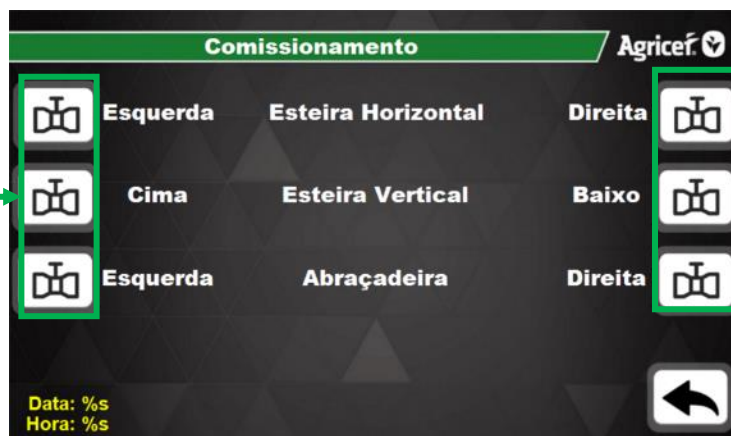 Comissionamento
Agricef
Esquerda Esteira Horizontal Direita
Cima Esteira Vertical Baixo
Esquerda Abraçadeira Direita
Data: %s
Hora: %s